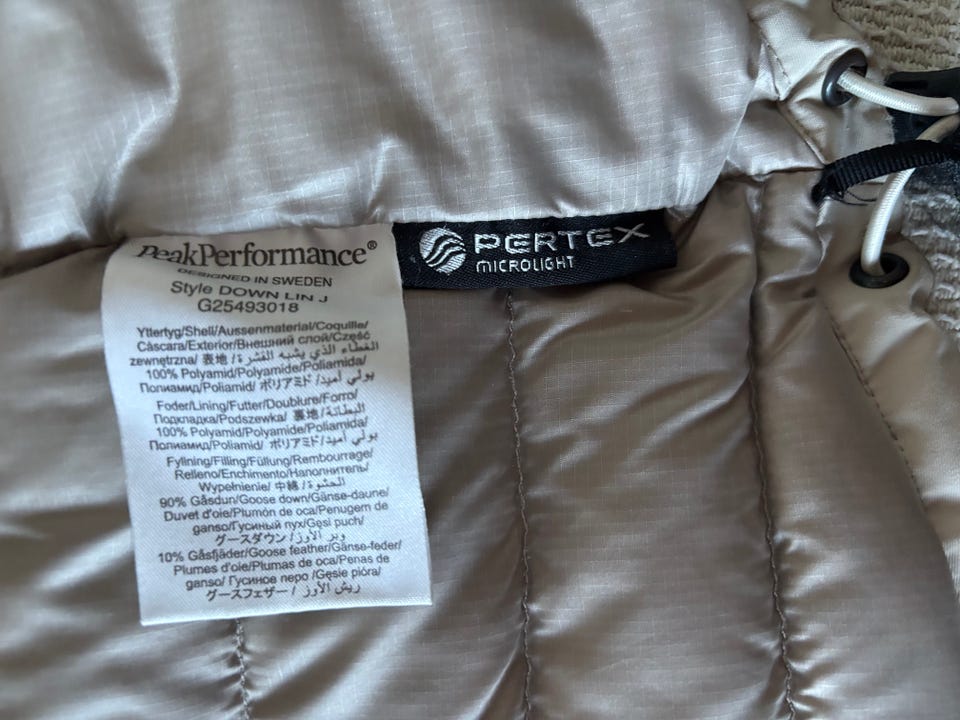 PeakPerformance®
DESIGNED IN SWEDEN
Style DOWN LIN J
G25493018
Yttertyg/Shell/Aussenmaterial/Coquille/
Cáscara/Exterior/Внешний слой/Część
zewnętrzna/ 表地 / الغطاء الذي يشبه القشرة
100% Polyamid/Polyamide/Poliamida/
Полиамид/Poliamid/ ポリアミド / بولي أميد
Foder/Lining/Futter/Doublure/Forro/
Подкладка/Podszewka/ 裏地 / البطانة
100% Polyamid/Polyamide/Poliamida/
Полиамид/Poliamid/ ポリアミド / بولي أميد
Fyllning/Filling/Füllung/Rembourrage/
Relleno/Enchimento/Наполнитель/
Wypełnienie/ 中綿 / الحشوة
90% Gåsdun/Goose down/Gänse-daune/
Duvet d'oie/Plumón de oca/Penugem de
ganso/Гусиный пух/Gęsi puch/
グースダウン / وبر الأوز
10% Gåsfjäder/Goose feather/Gänse-feder/
Plumes d'oie/Plumas de oca/Penas de
ganso/ Гусиное перо /Gęsie pióra/
グースフェザー / ريش الأوز
PERTEX
MICROLIGHT